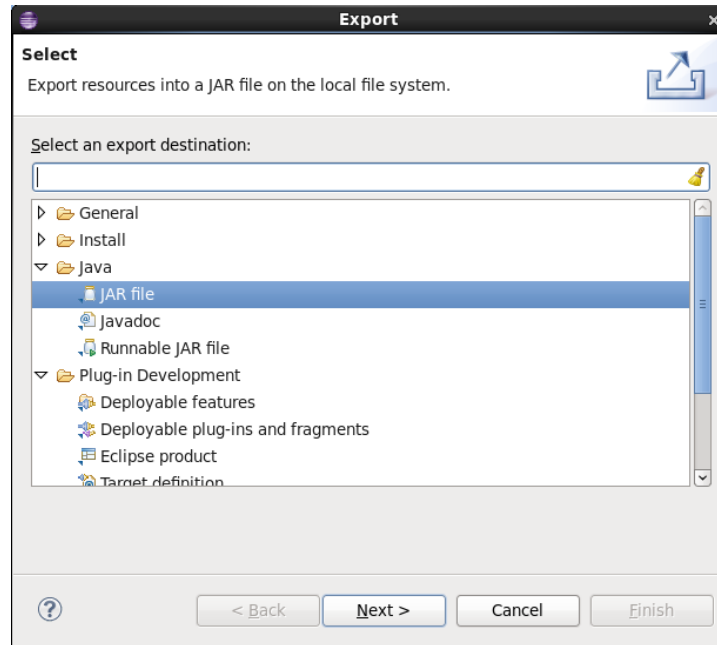 Export
Select
Export resources into a JAR file on the local file system.
Select an export destination:
General
Install
Java
JAR file
Javadoc
Runnable JAR file
Plug-in Development
Deployable features
Deployable plug-ins and fragments
Eclipse product
Target definition
< Back Next > Cancel Finish